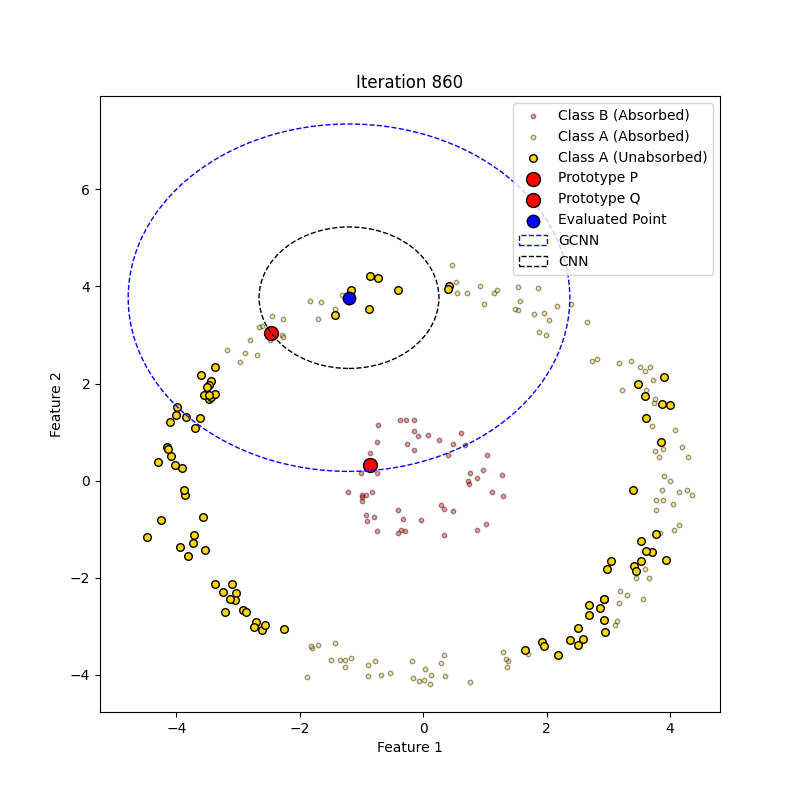 Iteration 860
Class B (Absorbed)
Class A (Absorbed)
Class A (Unabsorbed)
Prototype P
Prototype Q
Evaluated Point
GCNN
CNN
Feature 2
6
4
2
0
−2
−4
−4
−2
0
2
4
Feature 1